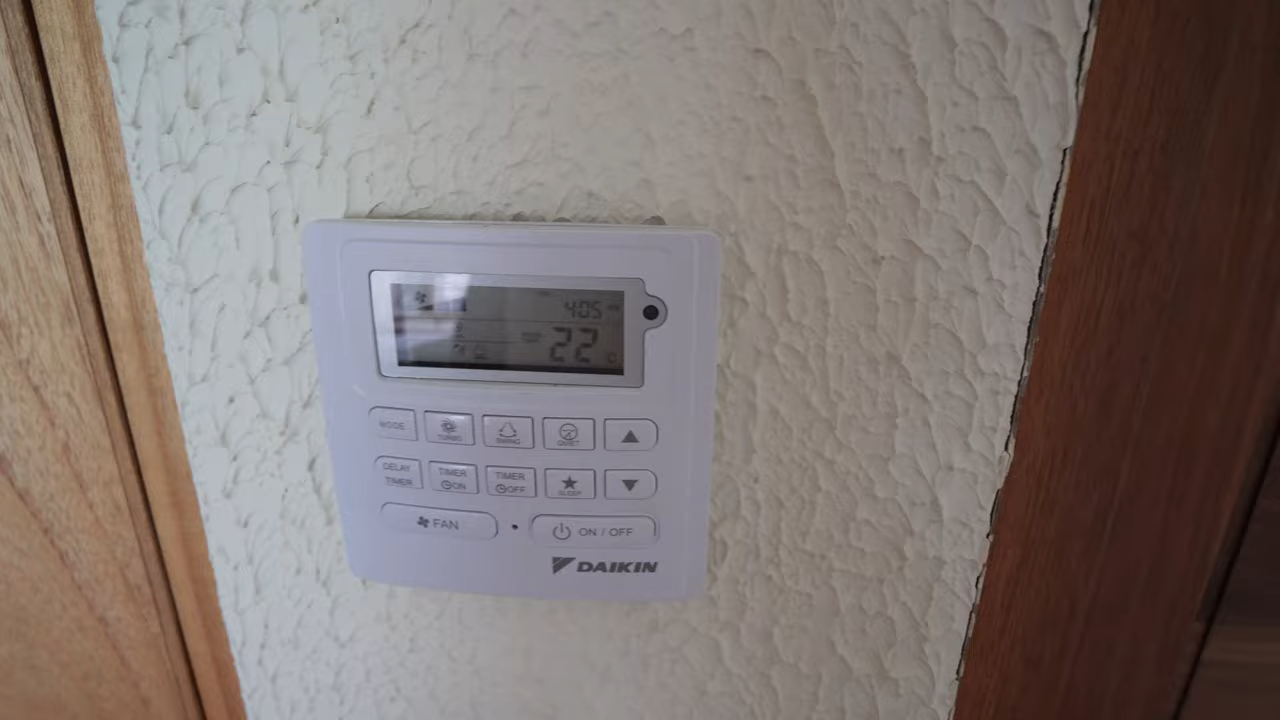 4:05
22 C
MODE TURBO SWING QUIET
DELAY TIMER
TIMER ON
TIMER OFF
SLEEP
FAN
ON / OFF
DAIKIN